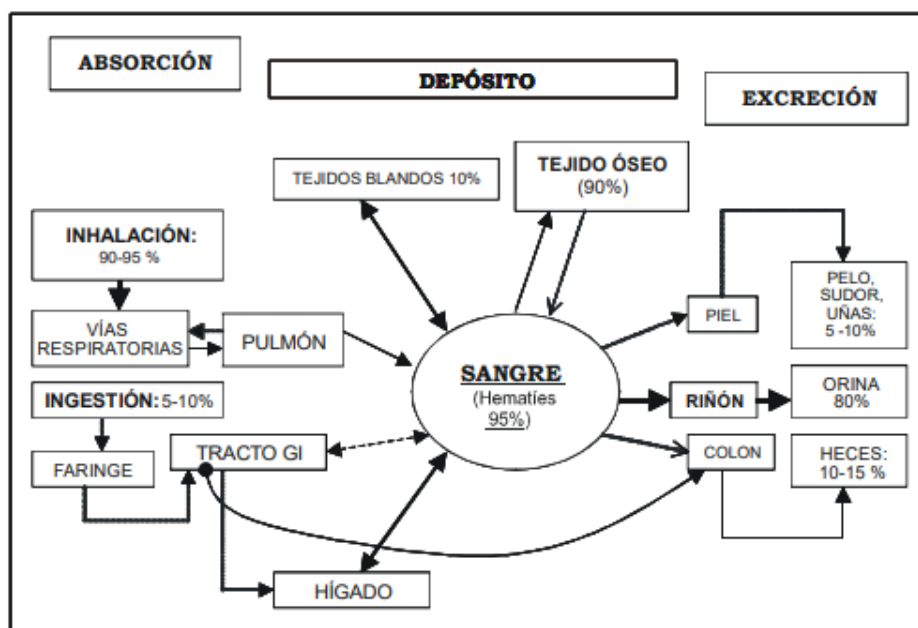 ABSORCIÓN
DEPÓSITO
EXCRECIÓN
TEJIDOS BLANDOS 10%
TEJIDO ÓSEO
(90%)
INHALACIÓN:
90-95 %
VÍAS
RESPIRATORIAS
PULMÓN
INGESTIÓN: 5-10%
FARINGE
TRACTO GI
HÍGADO
SANGRE
(Hematíes
95%)
PIEL
PELO,
SUDOR,
UÑAS:
5 -10%
RIÑÓN
ORINA
80%
COLON
HECES:
10-15 %